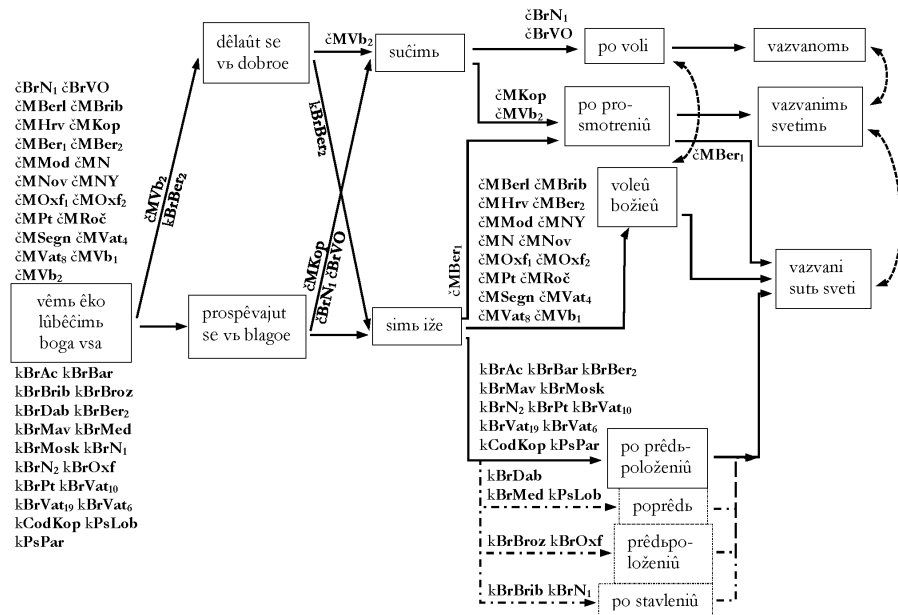 čBrN₁ čBrVO
čMBerl čMBrib
čMHrv čMKop
čMBer₁ čMBer₂
čMMod čMN
čMNov čMNY
čMOxf₁ čMOxf₂
čMPt čMRoč
čMSegn čMVat₄
čMVat₈ čMVb₁
čMVb₂
vêmь êko
lûbêĉimь
boga vsa
kBrAc kBrBar
kBrBrib kBrBroz
kBrDab kBrBer₂
kBrMav kBrMed
kBrMosk kBrN₁
kBrN₂ kBrOxf
kBrPt kBrVat₁₀
kBrVat₁₉ kBrVat₆
kCodKop kPsLob
kPsPar
čMVb₂
kBrBer₂
dêlaût se
vь dobroe
prospêvajut
se vь blagoe
čMVb₂
kBrBer₂
čMKop
čBrN₁ čBrVO
suĉimь
simь iže
čBrN₁
čBrVO
čMKop
čMVb₂
čMBer₁
čMBerl čMBrib
čMHrv čMBer₂
čMMod čMNY
čMN čMNov
čMOxf₁ čMOxf₂
čMPt čMRoč
čMSegn čMVat₄
čMVat₈ čMVb₁
kBrAc kBrBar kBrBer₂
kBrMav kBrMosk
kBrN₂ kBrPt kBrVat₁₀
kBrVat₁₉ kBrVat₆
kCodKop kPsPar
kBrDab
kBrMed kPsLob
kBrBroz kBrOxf
kBrBrib kBrN₁
po voli
po pro-
smotreniû
čMBer₁
voleû
božieû
po prêdь-
položeniû
poprêdь
prêdьpo-
loženiû
po stavleniû
vazvanomь
vazvanimь
svetimь
vazvani
sutь sveti